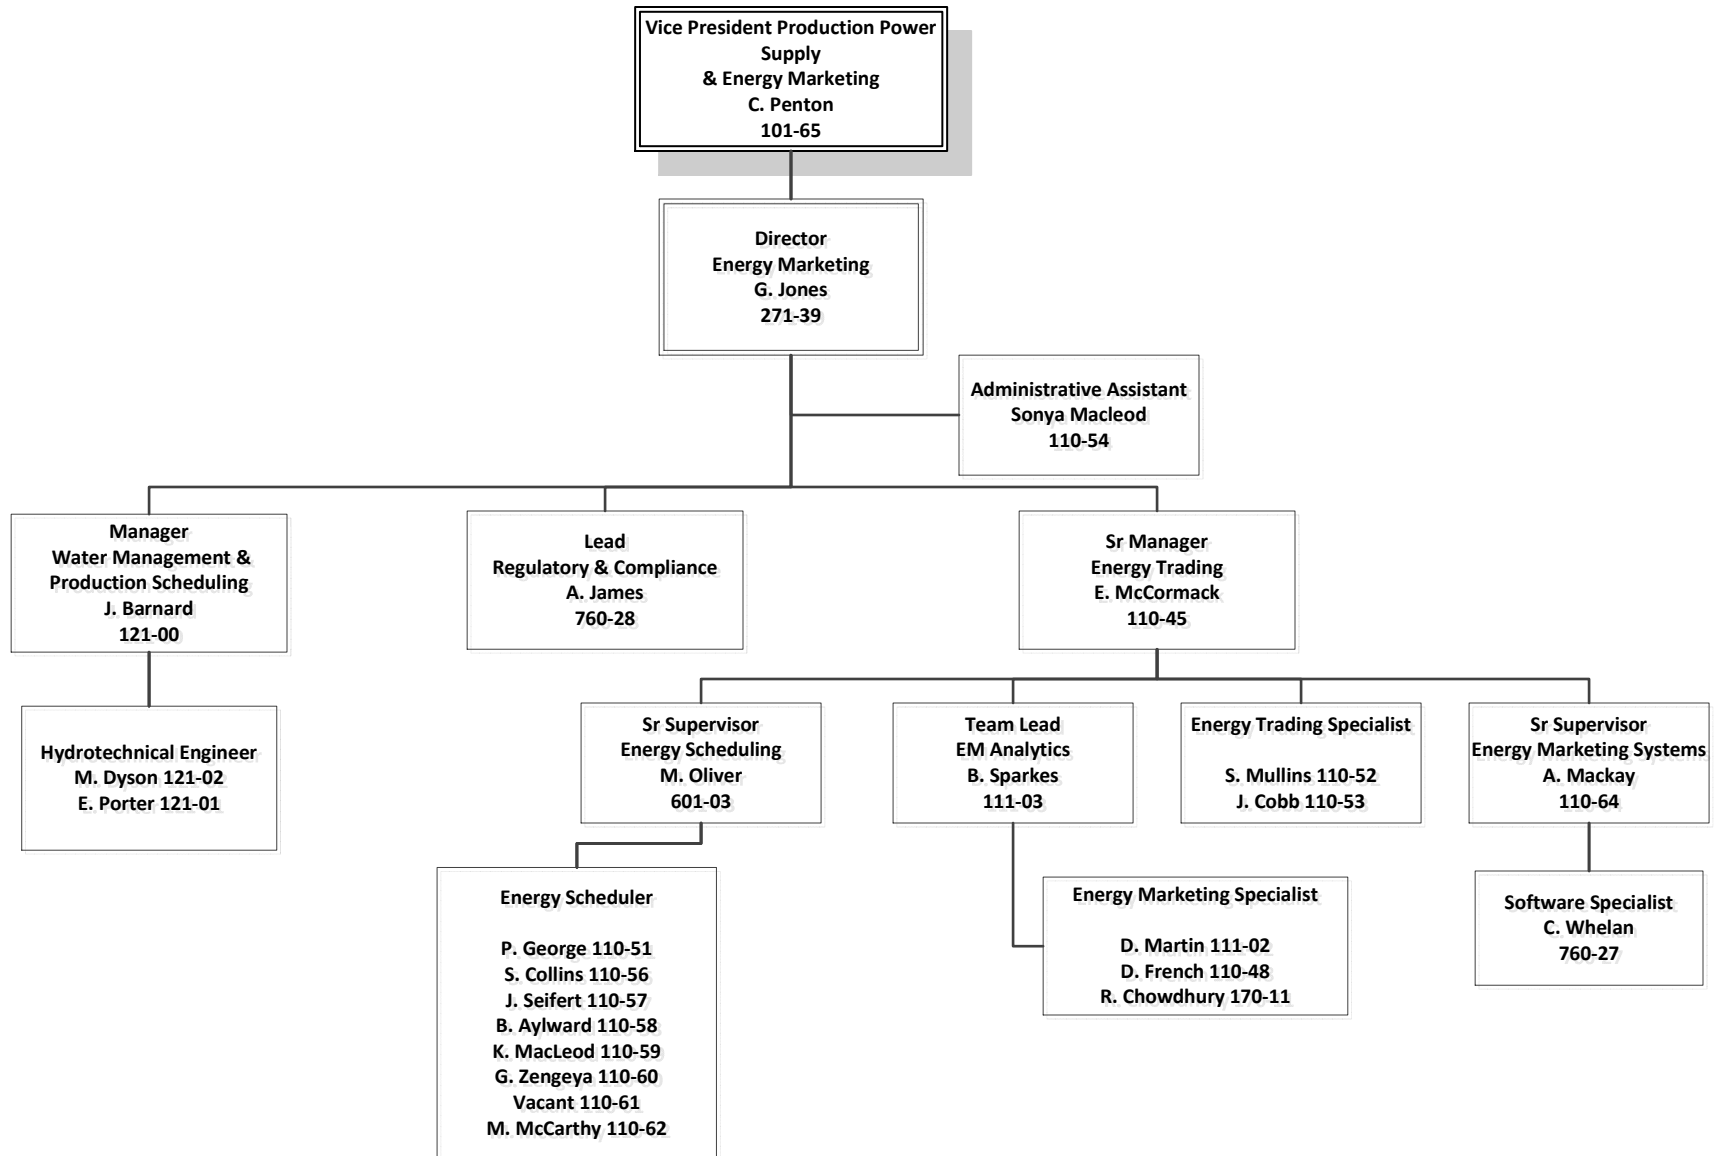 Vice President Production Power
Supply
& Energy Marketing
C. Penton
101-65
Director
Energy Marketing
G. Jones
271-39
Administrative Assistant
Sonya Macleod
110-54
Manager
Water Management &
Production Scheduling
J. Barnard
121-00
Lead
Regulatory & Compliance
A. James
760-28
Sr Manager
Energy Trading
E. McCormack
110-45
Hydrotechnical Engineer
M. Dyson 121-02
E. Porter 121-01
Sr Supervisor
Energy Scheduling
M. Oliver
601-03
Team Lead
EM Analytics
B. Sparkes
111-03
Energy Trading Specialist
S. Mullins 110-52
J. Cobb 110-53
Sr Supervisor
Energy Marketing Systems
A. Mackay
110-64
Energy Scheduler
P. George 110-51
S. Collins 110-56
J. Seifert 110-57
B. Aylward 110-58
K. MacLeod 110-59
G. Zengeya 110-60
Vacant 110-61
M. McCarthy 110-62
Energy Marketing Specialist
D. Martin 111-02
D. French 110-48
R. Chowdhury 170-11
Software Specialist
C. Whelan
760-27